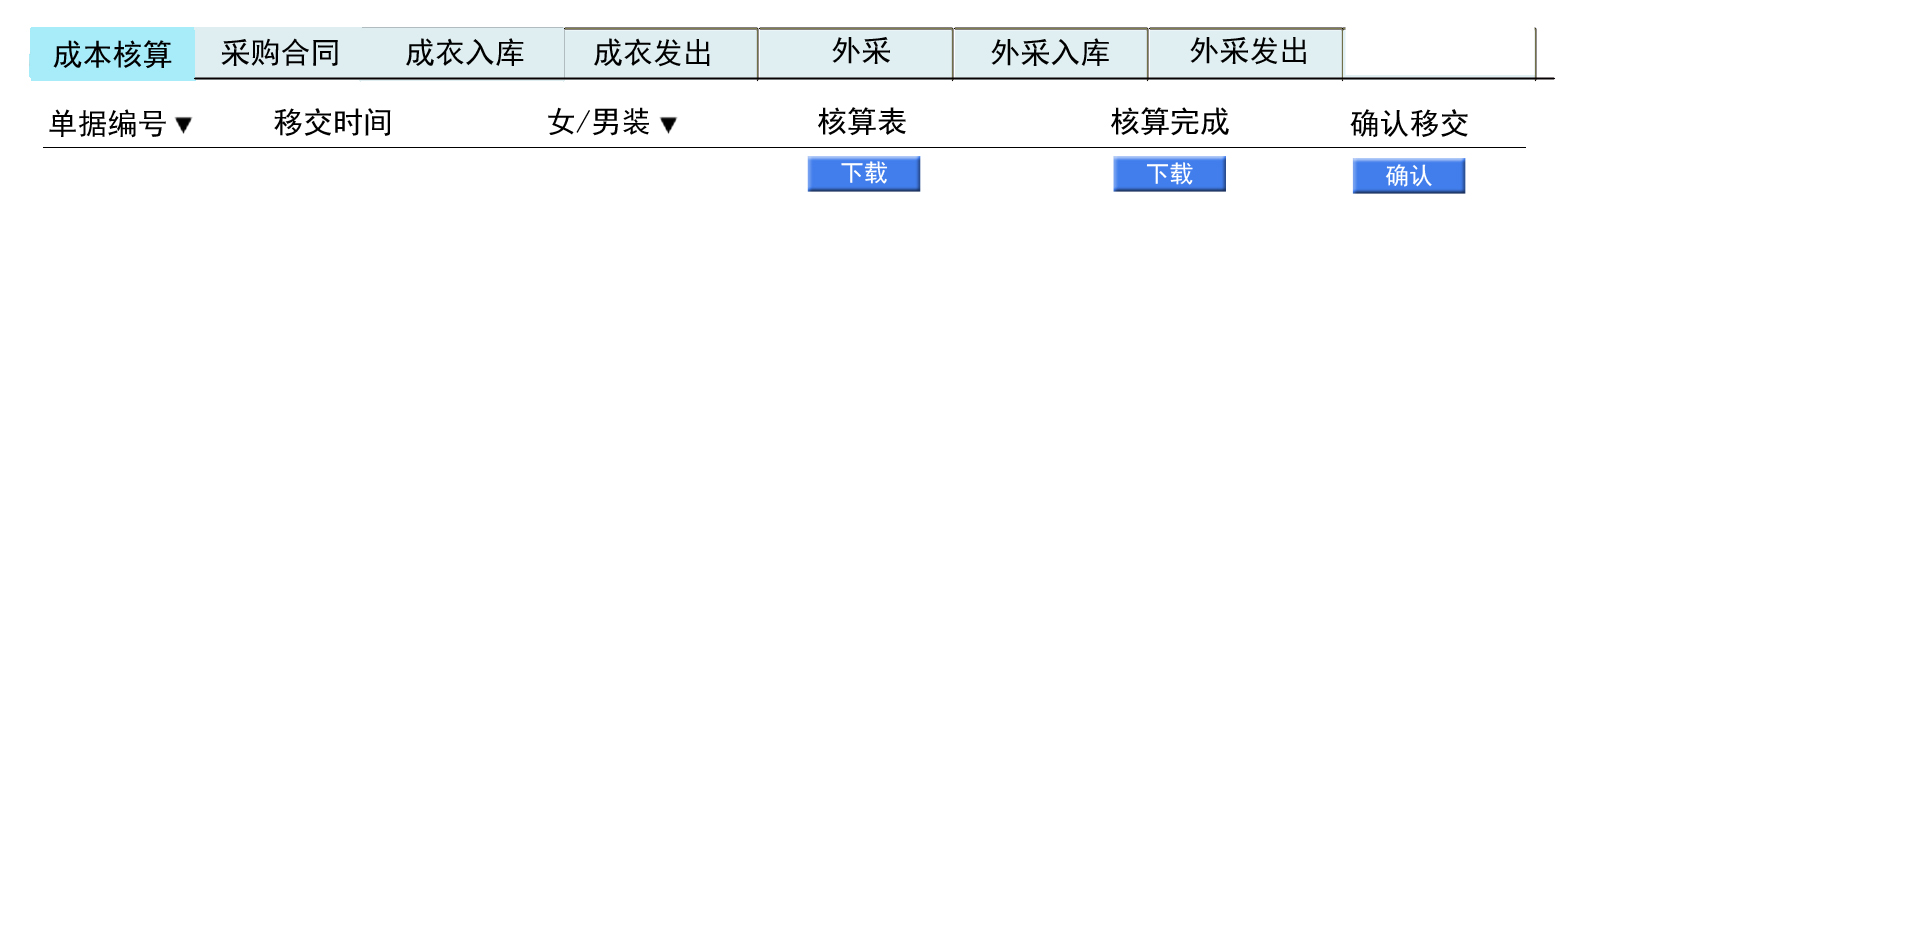 成本核算 采购合同 成衣入库 成衣发出 外采 外采入库 外采发出
单据编号▼ 移交时间 女/男装▼ 核算表 核算完成 确认移交
下载 下载 确认